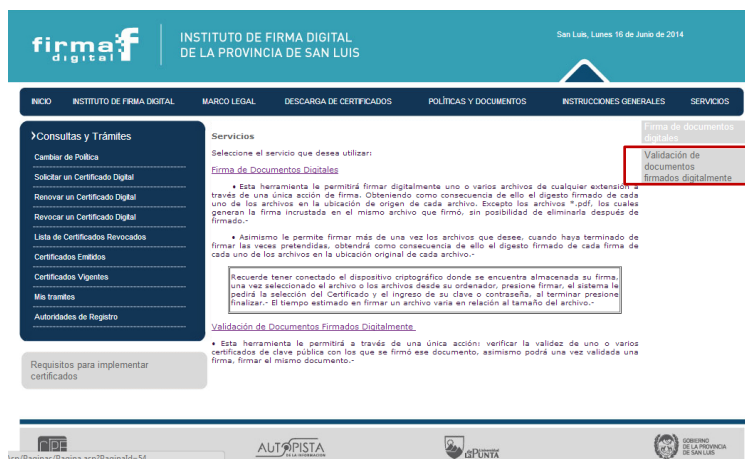 firma
digital
INSTITUTO DE FIRMA DIGITAL
DE LA PROVINCIA DE SAN LUIS
San Luis, Lunes 16 de Junio de 2014
INICIO INSTITUTO DE FIRMA DIGITAL MARCO LEGAL DESCARGA DE CERTIFICADOS POLÍTICAS Y DOCUMENTOS INSTRUCCIONES GENERALES SERVICIOS
Firma de documentos
digitales
Validación de
documentos
firmados digitalmente
Consultas y Trámites
Cambiar de Política
Solicitar un Certificado Digital
Renovar un Certificado Digital
Revocar un Certificado Digital
Lista de Certificados Revocados
Certificados Emitidos
Certificados Vigentes
Mis tramites
Autoridades de Registro
Requisitos para implementar
certificados
Servicios
Seleccione el servicio que desea utilizar:
Firma de Documentos Digitales
• Esta herramienta le permitirá firmar digitalmente uno o varios archivos de cualquier extensión a
través de una única acción de firma. Obteniendo como consecuencia de ello el digesto firmado de cada
uno de los archivos en la ubicación de origen de cada archivo. Excepto los archivos *.pdf, los cuales
generan la firma incrustada en el mismo archivo que firmó, sin posibilidad de eliminarla después de
firmado.-
• Asimismo le permite firmar más de una vez los archivos que desee, cuando haya terminado de
firmar las veces pretendidas, obtendrá como consecuencia de ello el digesto firmado de cada firma de
cada uno de los archivos en la ubicación original de cada archivo.-
Recuerde tener conectado el dispositivo criptográfico donde se encuentra almacenada su firma,
una vez seleccionado el archivo o los archivos desde su ordenador, presione firmar, el sistema le
pedirá la selección del Certificado y el ingreso de su clave o contraseña, al terminar presione
finalizar.- El tiempo estimado en firmar un archivo varia en relación al tamaño del archivo.-
Validación de Documentos Firmados Digitalmente
• Esta herramienta le permitirá a través de una única acción: verificar la validez de uno o varios
certificados de clave pública con los que se firmó ese documento, asimismo podrá una vez validada una
firma, firmar el mismo documento.-
AUTOPISTA
DE LA INFORMACIÓN
Universidad
LaPUNTA
GOBIERNO
DE LA PROVINCIA
DE SAN LUIS